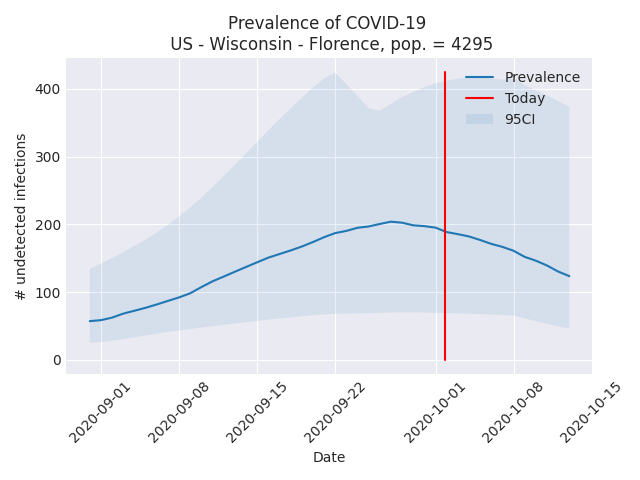 Prevalence of COVID-19
US - Wisconsin - Florence, pop. = 4295
Prevalence
Today
95CI
400
300
200
100
0
# undetected infections
2020-09-01
2020-09-08
2020-09-15
2020-09-22
2020-10-01
2020-10-08
2020-10-15
Date